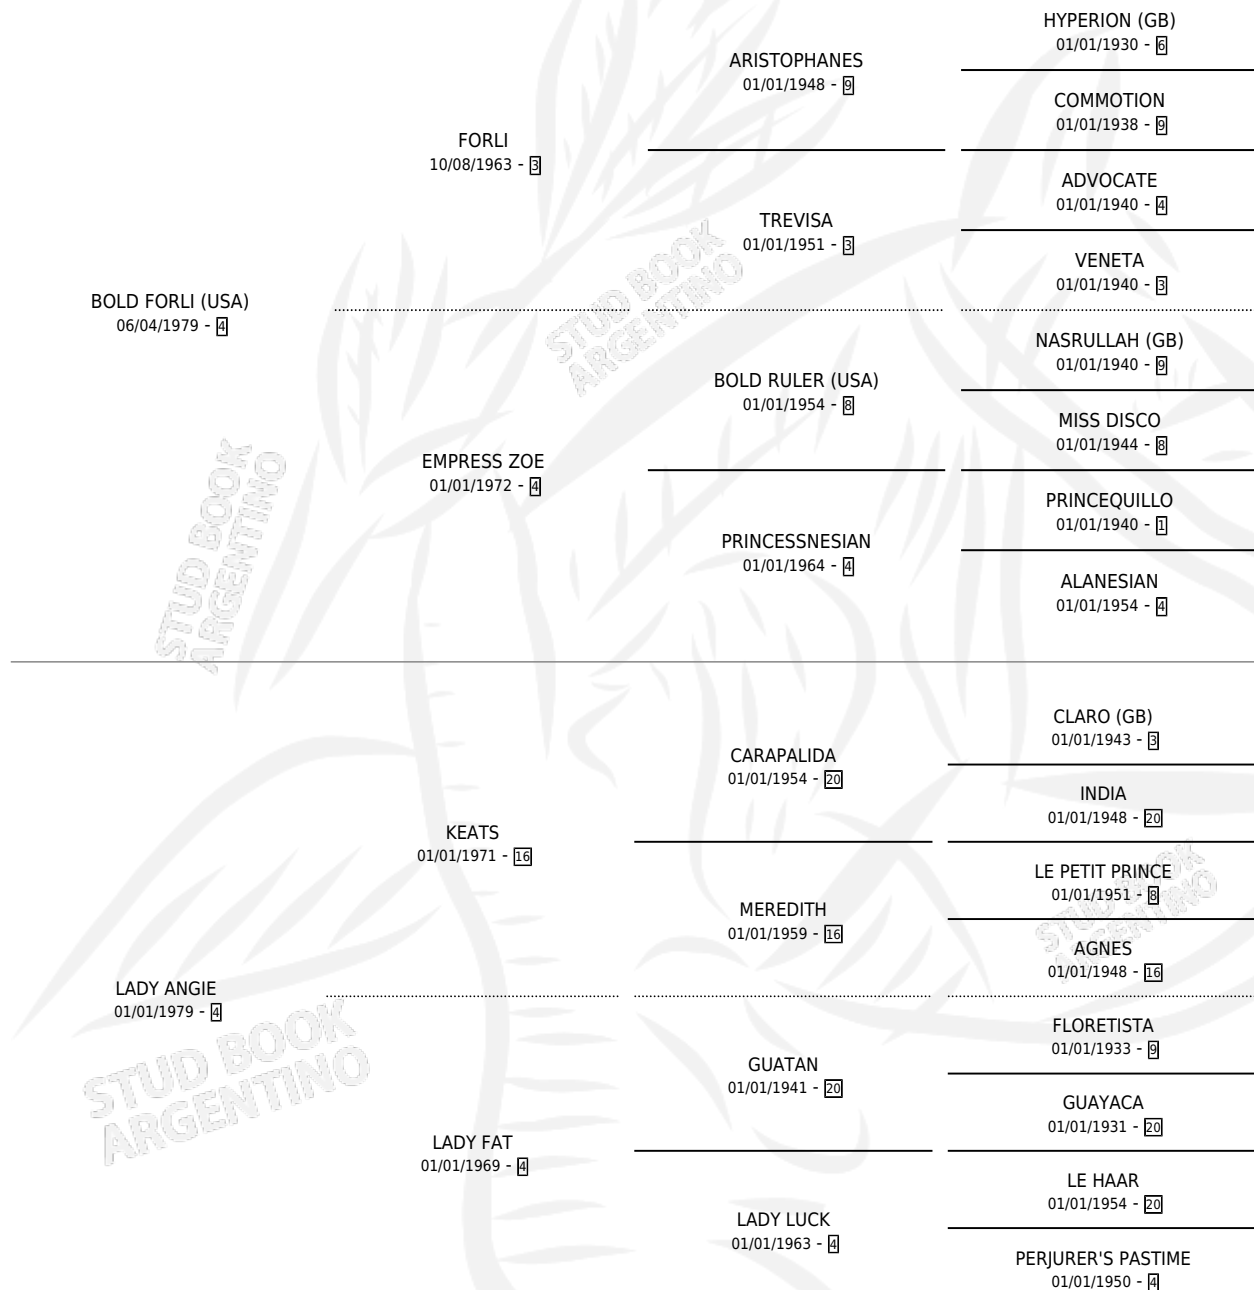 HYPERION (GB)
01/01/1930 - 6
ARISTOPHANES
01/01/1948 - 9
COMMOTION
01/01/1938 - 9
FORLI
10/08/1963 - 3
ADVOCATE
01/01/1940 - 4
TREVISA
01/01/1951 - 3
VENETA
01/01/1940 - 3
BOLD FORLI (USA)
06/04/1979 - 4
STUD BOOK
ARGENTINO
NASRULLAH (GB)
01/01/1940 - 9
BOLD RULER (USA)
01/01/1954 - 8
MISS DISCO
01/01/1944 - 8
EMPRESS ZOE
01/01/1972 - 4
PRINCEQUILLO
01/01/1940 - 1
PRINCESSNESIAN
01/01/1964 - 4
ALANESIAN
01/01/1954 - 4
STUD BOOK
ARGENTINO
CLARO (GB)
01/01/1943 - 3
CARAPALIDA
01/01/1954 - 20
INDIA
01/01/1948 - 20
KEATS
01/01/1971 - 16
LE PETIT PRINCE
01/01/1951 - 8
MEREDITH
01/01/1959 - 16
AGNES
01/01/1948 - 16
STUD BOOK
ARGENTINO
LADY ANGIE
01/01/1979 - 4
FLORETISTA
01/01/1933 - 9
GUATAN
01/01/1941 - 20
GUAYACA
01/01/1931 - 20
STUD BOOK
ARGENTINO
LADY FAT
01/01/1969 - 4
LE HAAR
01/01/1954 - 20
LADY LUCK
01/01/1963 - 4
PERJURER'S PASTIME
01/01/1950 - 4